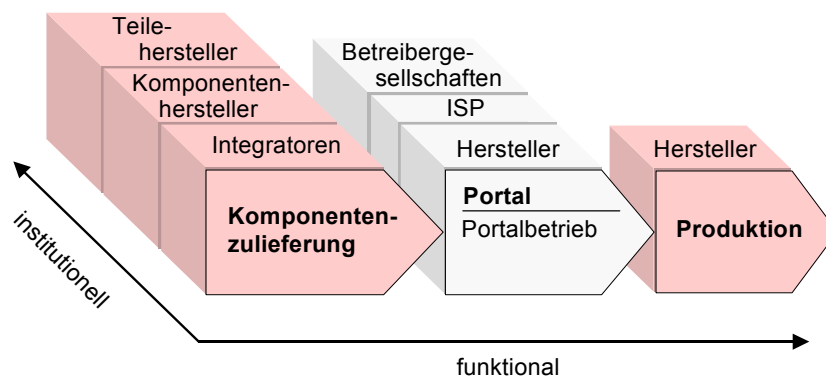 Teile-
hersteller
Komponenten-
hersteller
Integratoren
Komponenten-
zulieferung
Betreiberge-
sellschaften
ISP
Hersteller
Portal
Portalbetrieb
Hersteller
Produktion
institutionell
funktional